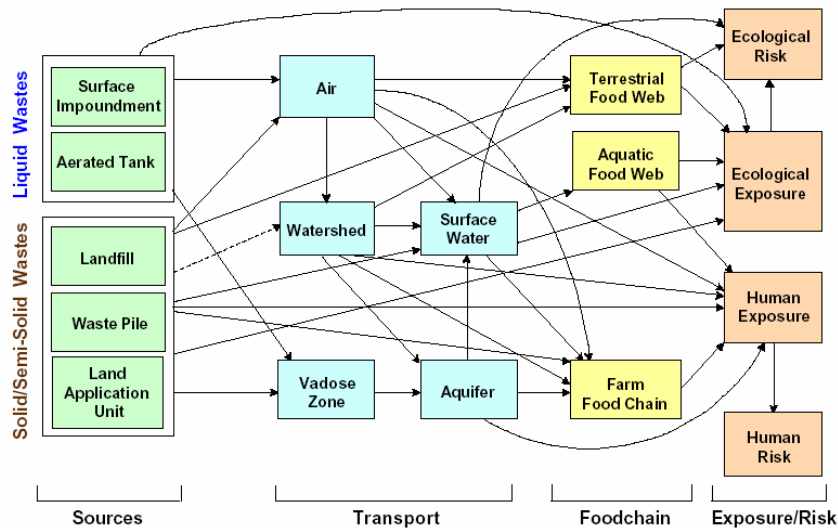 Liquid Wastes
Surface
Impoundment
Aerated Tank
Solid/Semi-Solid Wastes
Landfill
Waste Pile
Land
Application
Unit
Air
Watershed
Surface
Water
Vadose
Zone
Aquifer
Terrestrial
Food Web
Aquatic
Food Web
Farm
Food Chain
Ecological
Risk
Ecological
Exposure
Human
Exposure
Human
Risk
Sources
Transport
Foodchain
Exposure/Risk